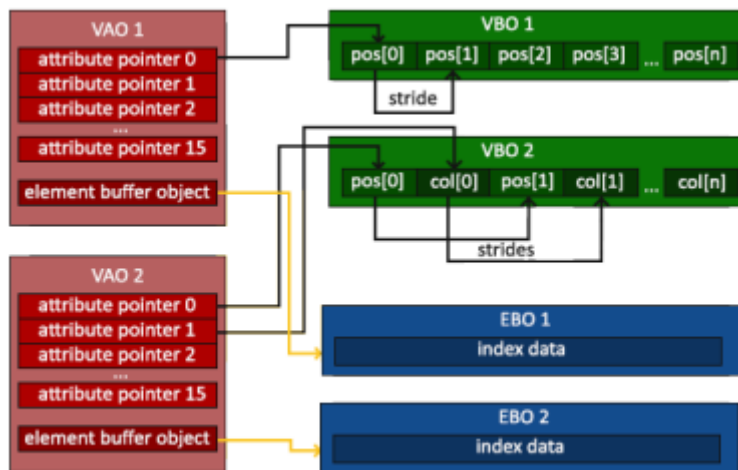 VAO 1
attribute pointer 0
attribute pointer 1
attribute pointer 2
...
attribute pointer 15
element buffer object
VBO 1
pos[0] pos[1] pos[2] pos[3] ... pos[n]
stride
VBO 2
pos[0] col[0] pos[1] col[1] ... col[n]
strides
VAO 2
attribute pointer 0
attribute pointer 1
attribute pointer 2
...
attribute pointer 15
element buffer object
EBO 1
index data
EBO 2
index data